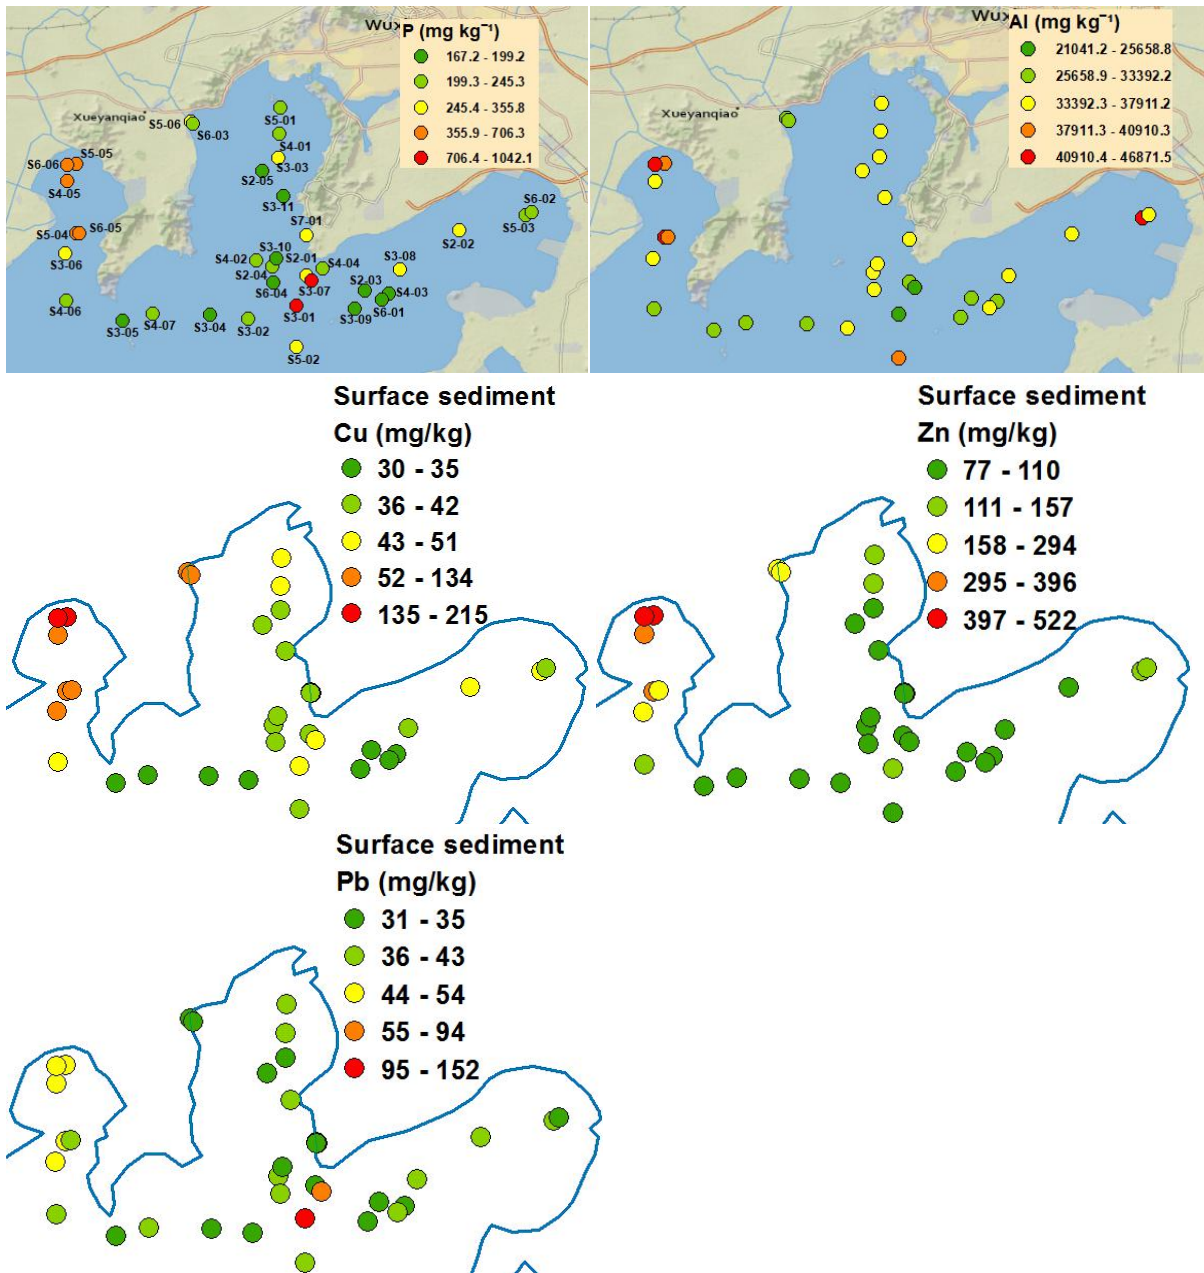 Wux
P (mg kg⁻¹)
167.2 - 199.2
199.3 - 245.3
245.4 - 355.8
355.9 - 706.3
706.4 - 1042.1
Xueyanqiao
S5-06
S6-03
S5-01
S4-01
S3-03
S2-05
S3-11
S5-05
S6-06
S4-05
S7-01
S6-02
S5-03
S5-04
S6-05
S3-06
S2-02
S3-10
S4-02
S2-01
S2-04
S4-04
S3-08
S6-04
S3-07
S2-03
S4-03
S4-06
S3-01
S3-09
S6-01
S3-05
S4-07
S3-04
S3-02
S5-02
Wux
Al (mg kg⁻¹)
21041.2 - 25658.8
25658.9 - 33392.2
33392.3 - 37911.2
37911.3 - 40910.3
40910.4 - 46871.5
Xueyanqiao
Surface sediment
Cu (mg/kg)
30 - 35
36 - 42
43 - 51
52 - 134
135 - 215
Surface sediment
Zn (mg/kg)
77 - 110
111 - 157
158 - 294
295 - 396
397 - 522
Surface sediment
Pb (mg/kg)
31 - 35
36 - 43
44 - 54
55 - 94
95 - 152